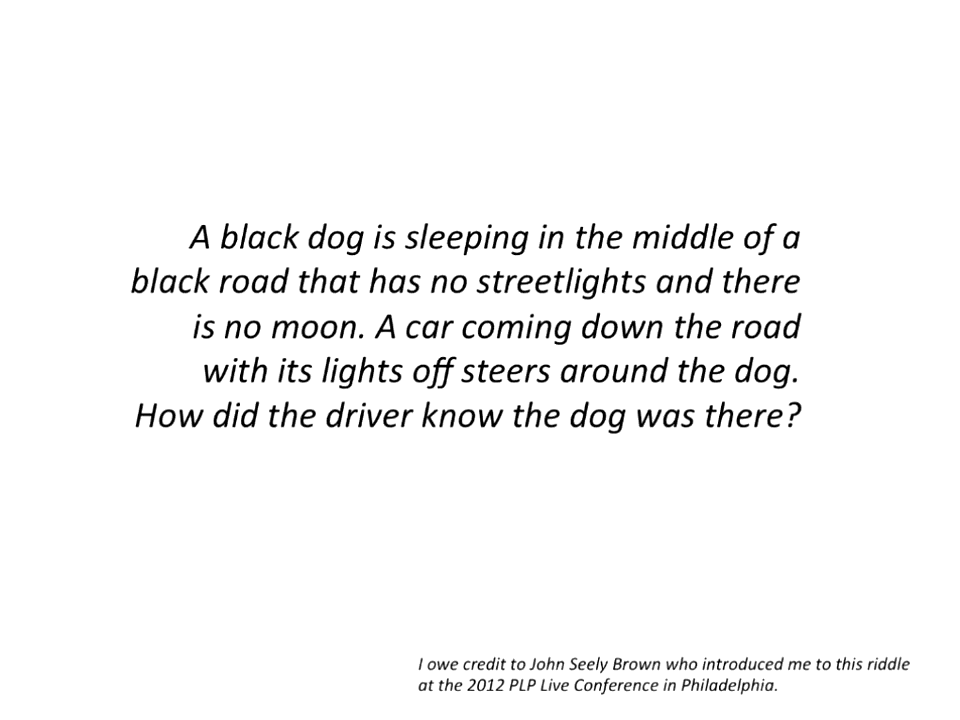 A black dog is sleeping in the middle of a
black road that has no streetlights and there
is no moon. A car coming down the road
with its lights off steers around the dog.
How did the driver know the dog was there?
I owe credit to John Seely Brown who introduced me to this riddle
at the 2012 PLP Live Conference in Philadelphia.